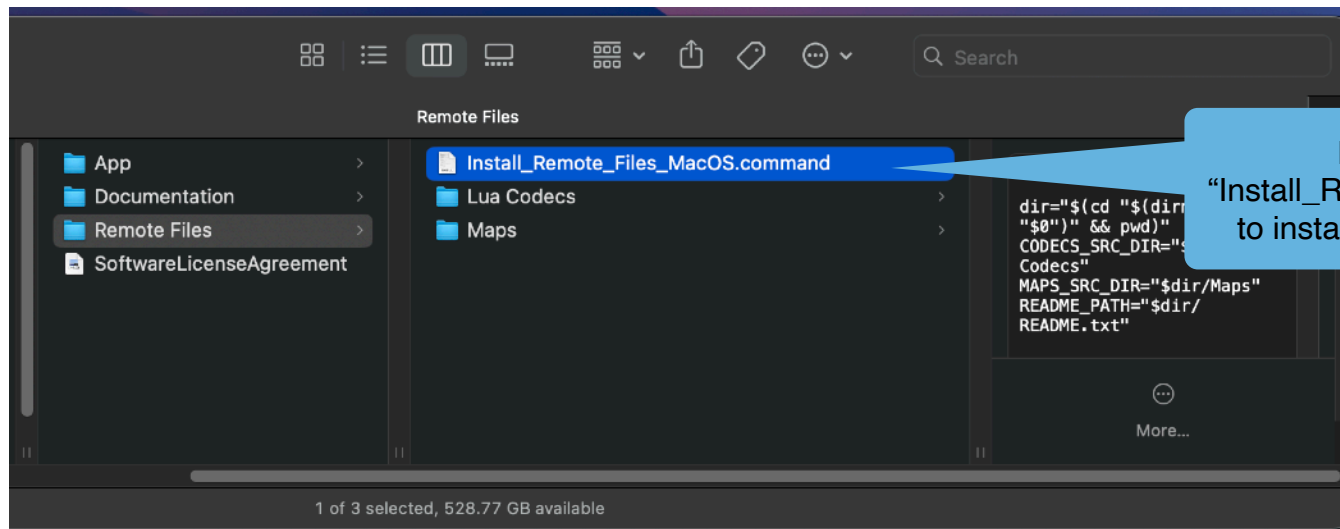 Search
Remote Files
App
Documentation
Remote Files
SoftwareLicenseAgreement
Install_Remote_Files_MacOS.command
Lua Codecs
Maps
dir="$(cd "$(dirn
"$0")" && pwd)"
CODECS_SRC_DIR="
Codecs"
MAPS_SRC_DIR="$dir/Maps"
README_PATH="$dir/
README.txt"
More...
“Install_R
to insta
1 of 3 selected, 528.77 GB available